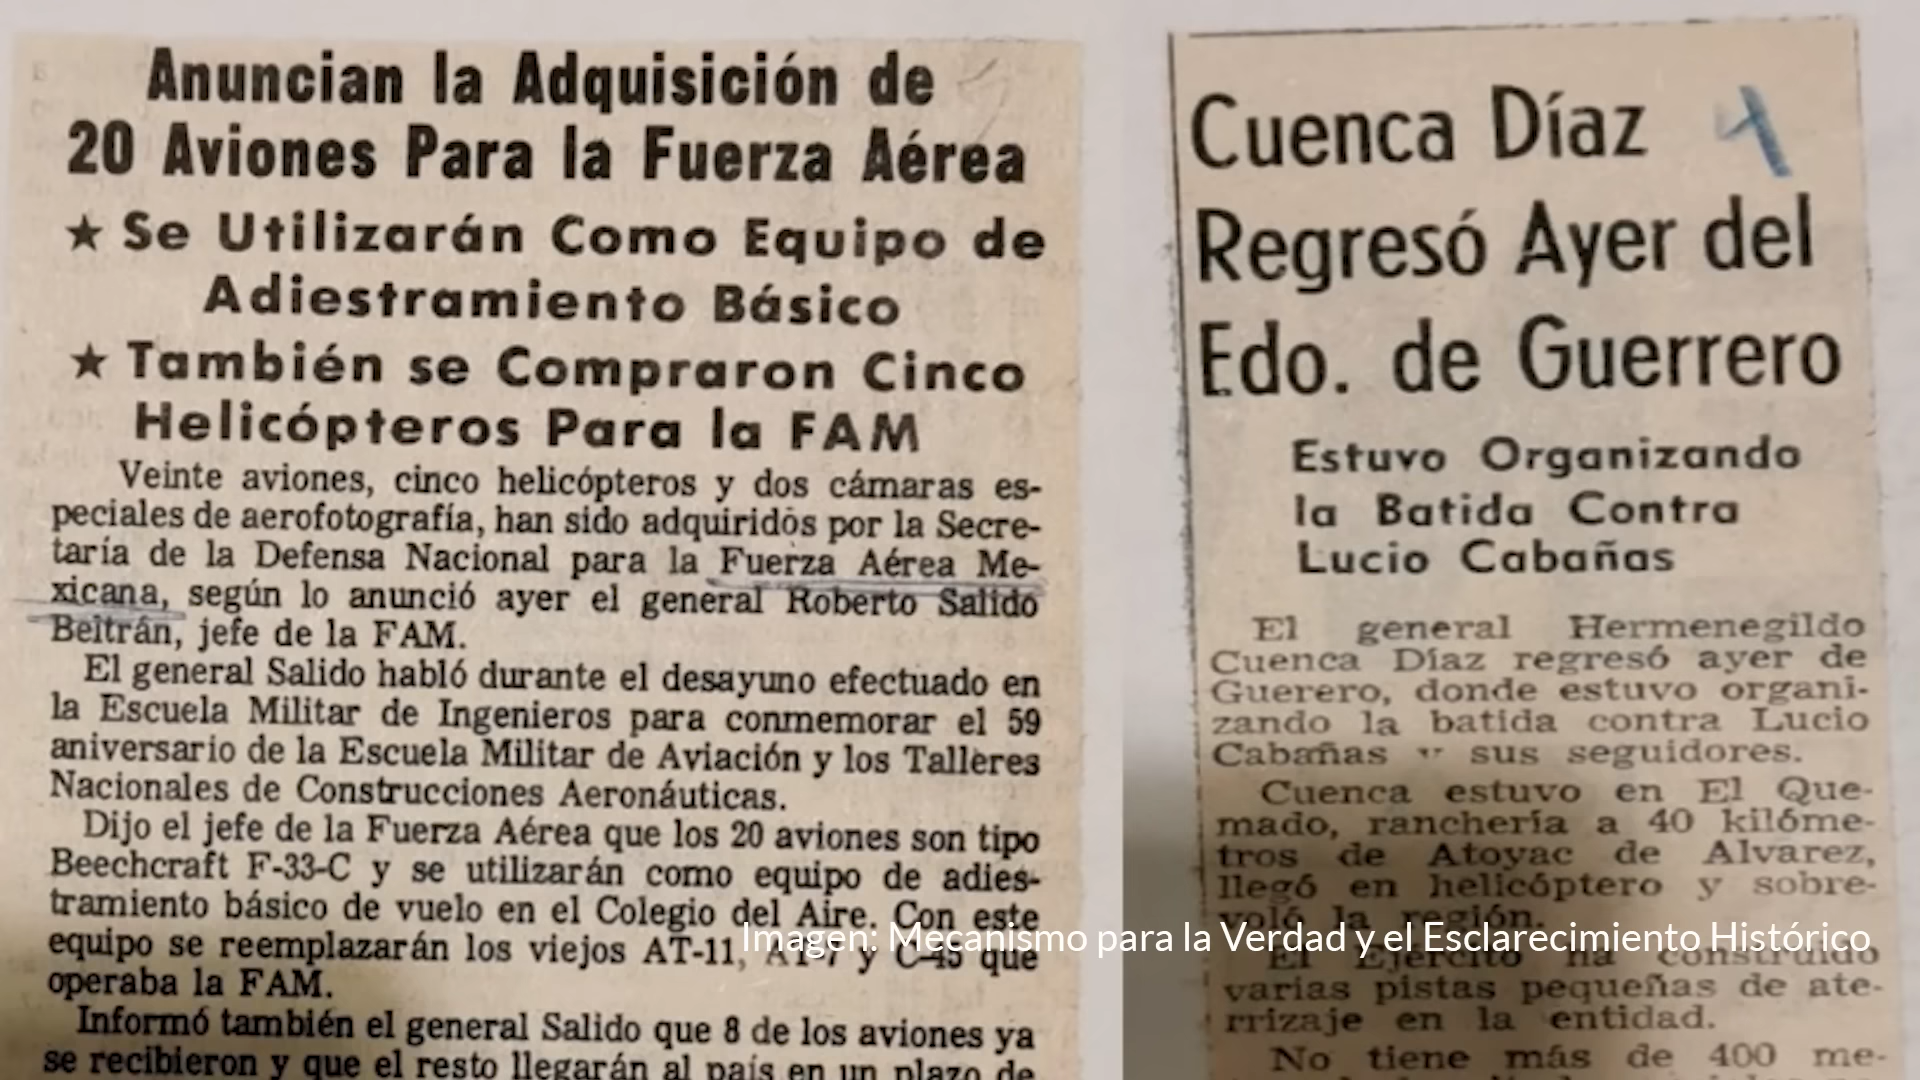 Anuncian la Adquisición de
20 Aviones Para la Fuerza Aérea
★ Se Utilizarán Como Equipo de
Adiestramiento Básico
★ También se Compraron Cinco
Helicópteros Para la FAM
Veinte aviones, cinco helicópteros y dos cámaras es-
peciales de aerofotografía, han sido adquiridos por la Secre-
taría de la Defensa Nacional para la Fuerza Aérea Me-
xicana, según lo anunció ayer el general Roberto Salido
Beltrán, jefe de la FAM.
El general Salido habló durante el desayuno efectuado en
la Escuela Militar de Ingenieros para conmemorar el 59
aniversario de la Escuela Militar de Aviación y los Talleres
Nacionales de Construcciones Aeronáuticas.
Dijo el jefe de la Fuerza Aérea que los 20 aviones son tipo
Beechcraft F-33-C y se utilizarán como equipo de adies-
tramiento básico de vuelo en el Colegio del Aire. Con este
equipo se reemplazarán los viejos AT-11, AT-7 y C-45 que
operaba la FAM.
Informó también el general Salido que 8 de los aviones ya
se recibieron y que el resto llegarán al país en un plazo de
Cuenca Díaz
Regresó Ayer del
Edo. de Guerrero
Estuvo Organizando
la Batida Contra
Lucio Cabañas
El general Hermenegildo
Cuenca Díaz regresó ayer de
Guerero, donde estuvo organi-
zando la batida contra Lucio
Cabañas y sus seguidores.
Cuenca estuvo en El Que-
mado, ranchería a 40 kilóme-
tros de Atoyac de Alvarez,
llegó en helicóptero y sobre-
voló la región.
El Ejército ha construido
varias pistas pequeñas de ate-
rrizaje en la entidad.
No tiene más de 400 me-
Imagen: Mecanismo para la Verdad y el Esclarecimiento Histórico